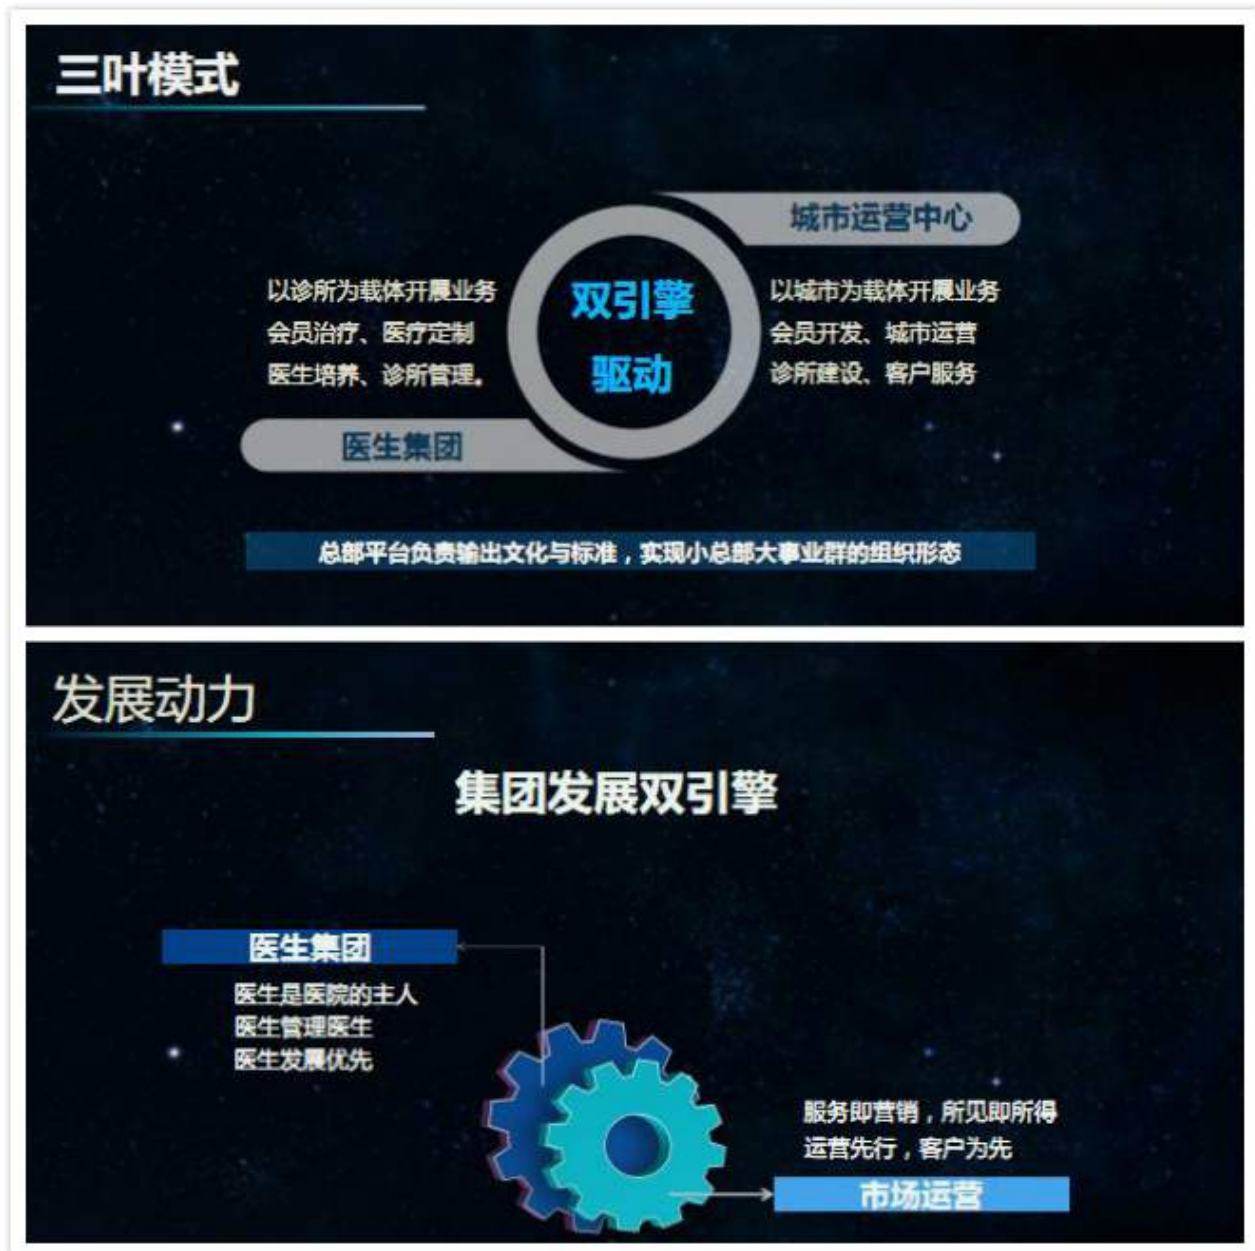 三叶模式
城市运营中心
以诊所为载体开展业务
会员治疗、医疗定制
医生培养、诊所管理。
双引擎
驱动
以城市为载体开展业务
会员开发、城市运营
诊所建设、客户服务
医生集团
总部平台负责输出文化与标准，实现小总部大事业群的组织形态
发展动力
集团发展双引擎
医生集团
医生是医院的主人
医生管理医生
医生发展优先
服务即营销，所见即所得
运营先行，客户为先
市场运营